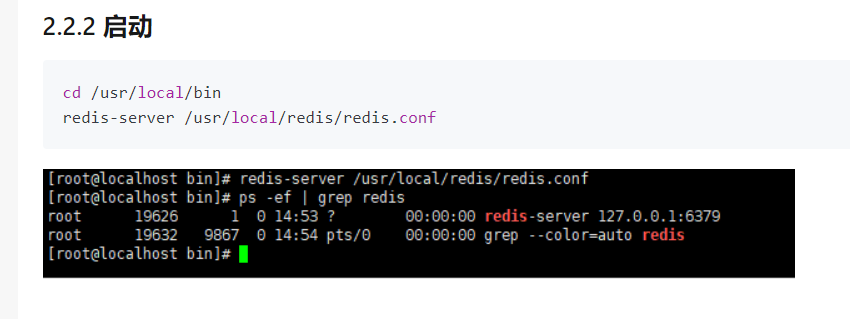 2.2.2 启动
cd /usr/local/bin
redis-server /usr/local/redis/redis.conf
[root@localhost bin]# redis-server /usr/local/redis/redis.conf
[root@localhost bin]# ps -ef | grep redis
root      19626      1  0 14:53 ?        00:00:00 redis-server 127.0.0.1:6379
root      19632   9867  0 14:54 pts/0    00:00:00 grep --color=auto redis
[root@localhost bin]#